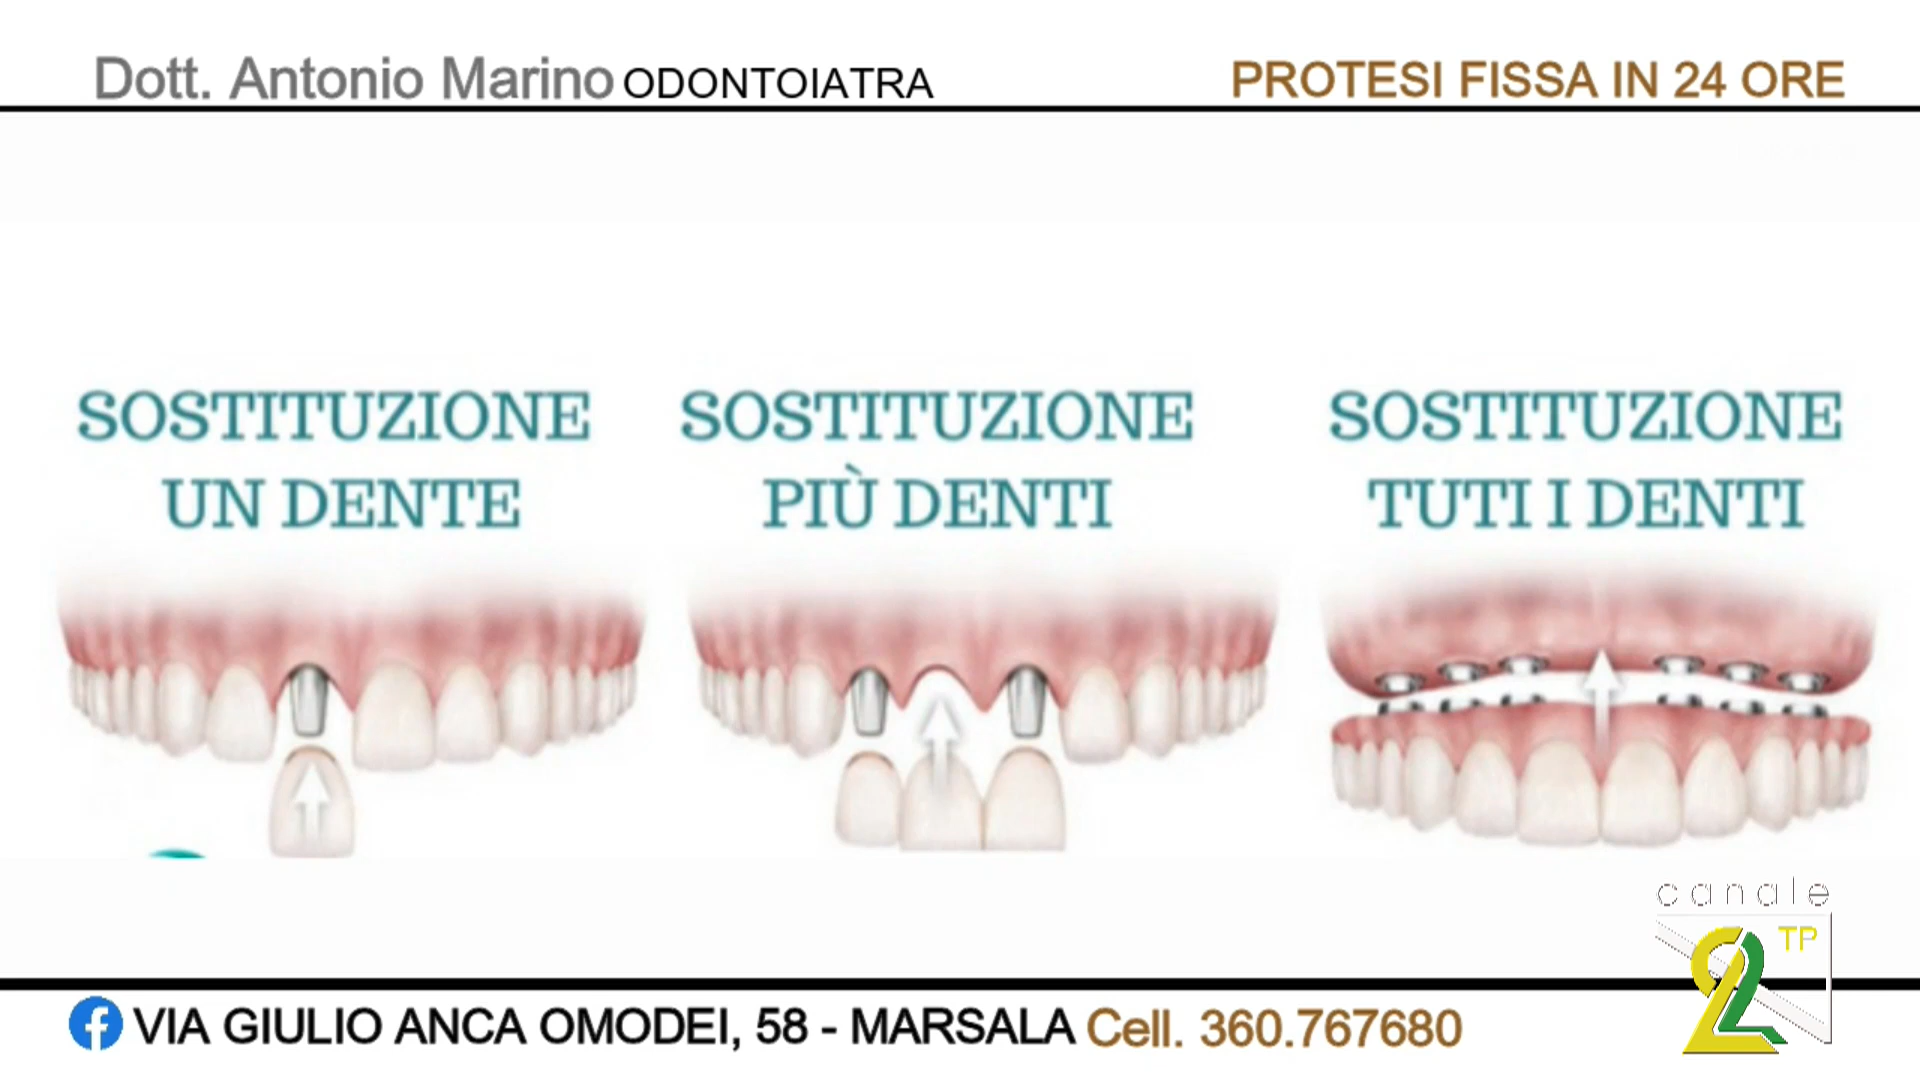 Dott. Antonio Marino ODONTOIATRA
PROTESI FISSA IN 24 ORE
SOSTITUZIONE
UN DENTE
SOSTITUZIONE
PIÙ DENTI
SOSTITUZIONE
TUTI I DENTI
canale
2 TP
VIA GIULIO ANCA OMODEI, 58 - MARSALA Cell. 360.767680